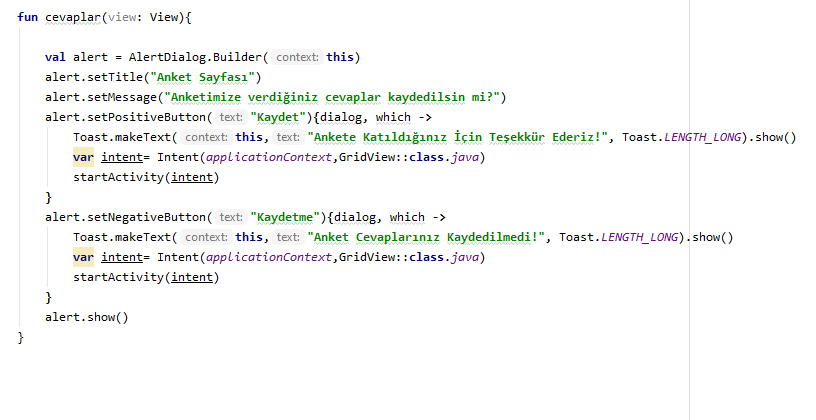 fun cevaplar(view: View){
val alert = AlertDialog.Builder( context: this)
alert.setTitle("Anket Sayfası")
alert.setMessage("Anketimize verdiğiniz cevaplar kaydedilsin mi?")
alert.setPositiveButton( text: "Kaydet"){dialog, which ->
Toast.makeText( context: this, text: "Ankete Katıldığınız İçin Teşekkür Ederiz!", Toast.LENGTH_LONG).show()
var intent= Intent(applicationContext,GridView::class.java)
startActivity(intent)
}
alert.setNegativeButton( text: "Kaydetme"){dialog, which ->
Toast.makeText( context: this, text: "Anket Cevaplarınız Kaydedilmedi!", Toast.LENGTH_LONG).show()
var intent= Intent(applicationContext,GridView::class.java)
startActivity(intent)
}
alert.show()
}